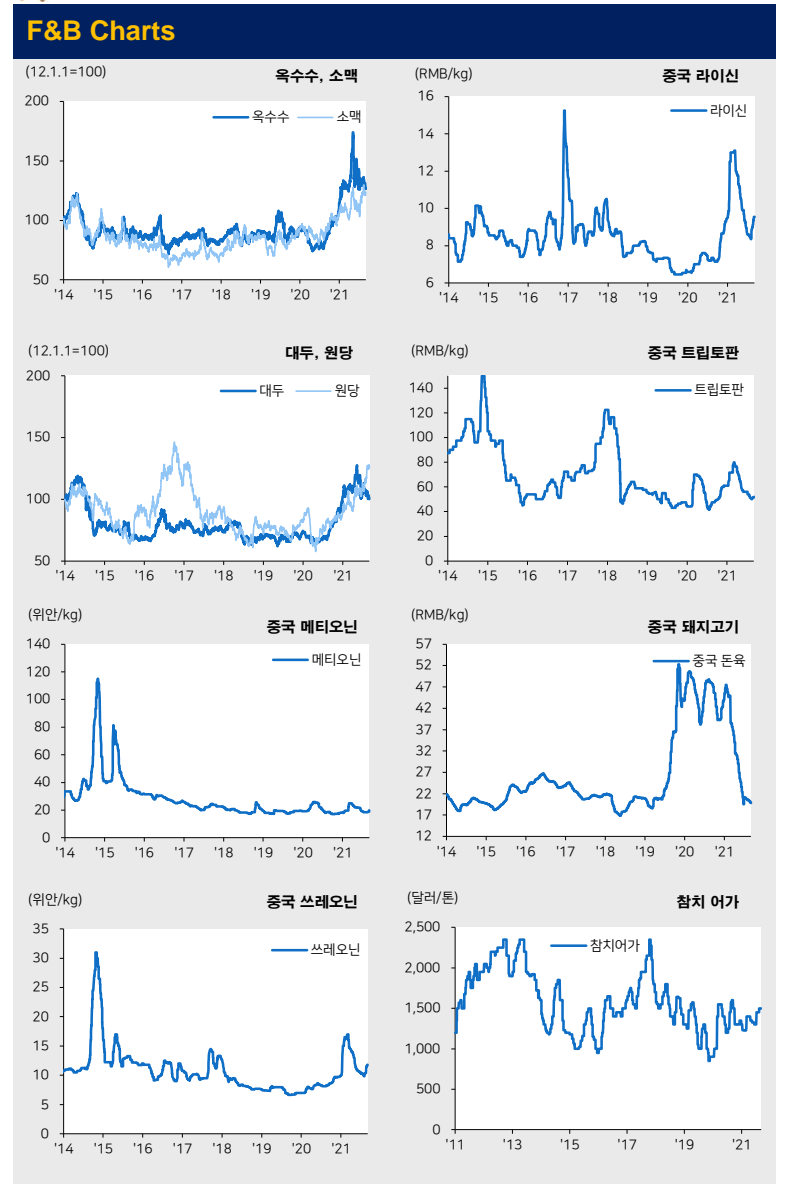 F&B Charts
(12.1.1=100)
옥수수, 소맥
옥수수
소맥
200
150
100
50
'14 '15 '16 '17 '18 '19 '20 '21
(RMB/kg)
중국 라이신
라이신
16
14
12
10
8
6
'14 '15 '16 '17 '18 '19 '20 '21
(12.1.1=100)
대두, 원당
대두
원당
200
150
100
50
'14 '15 '16 '17 '18 '19 '20 '21
(RMB/kg)
중국 트립토판
트립토판
140
120
100
80
60
40
20
0
'14 '15 '16 '17 '18 '19 '20 '21
(위안/kg)
중국 메티오닌
메티오닌
140
120
100
80
60
40
20
0
'14 '15 '16 '17 '18 '19 '20 '21
(RMB/kg)
중국 돼지고기
중국 돈육
57
52
47
42
37
32
27
22
17
12
'14 '15 '16 '17 '18 '19 '20 '21
(위안/kg)
중국 쓰레오닌
쓰레오닌
35
30
25
20
15
10
5
0
'14 '15 '16 '17 '18 '19 '20 '21
(달러/톤)
참치 어가
참치어가
2,500
2,000
1,500
1,000
500
0
'11 '13 '15 '17 '19 '21